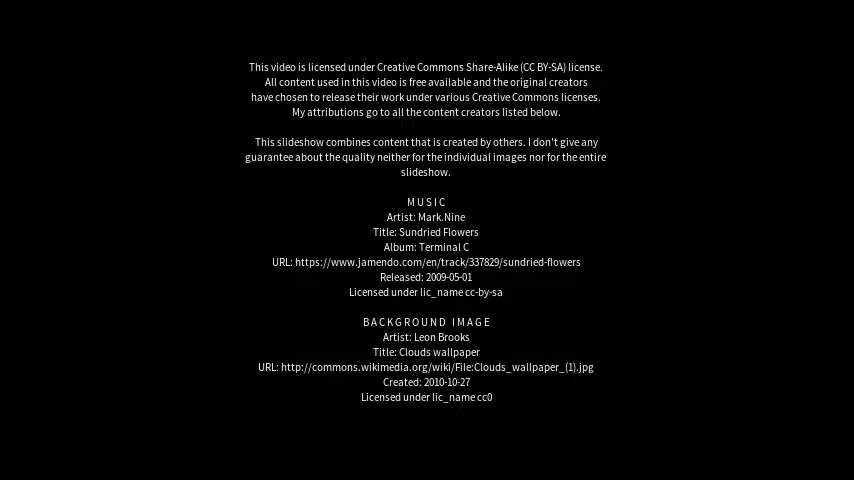 This video is licensed under Creative Commons Share-Alike (CC BY-SA) license.
All content used in this video is free available and the original creators
have chosen to release their work under various Creative Commons licenses.
My attributions go to all the content creators listed below.
This slideshow combines content that is created by others. I don't give any
guarantee about the quality neither for the individual images nor for the entire
slideshow.
MUSIC
Artist: Mark.Nine
Title: Sundried Flowers
Album: Terminal C
URL: https://www.jamendo.com/en/track/337829/sundried-flowers
Released: 2009-05-01
Licensed under lic_name cc-by-sa
BACKGROUND IMAGE
Artist: Leon Brooks
Title: Clouds wallpaper
URL: http://commons.wikimedia.org/wiki/File:Clouds_wallpaper_(1).jpg
Created: 2010-10-27
Licensed under lic_name cc0